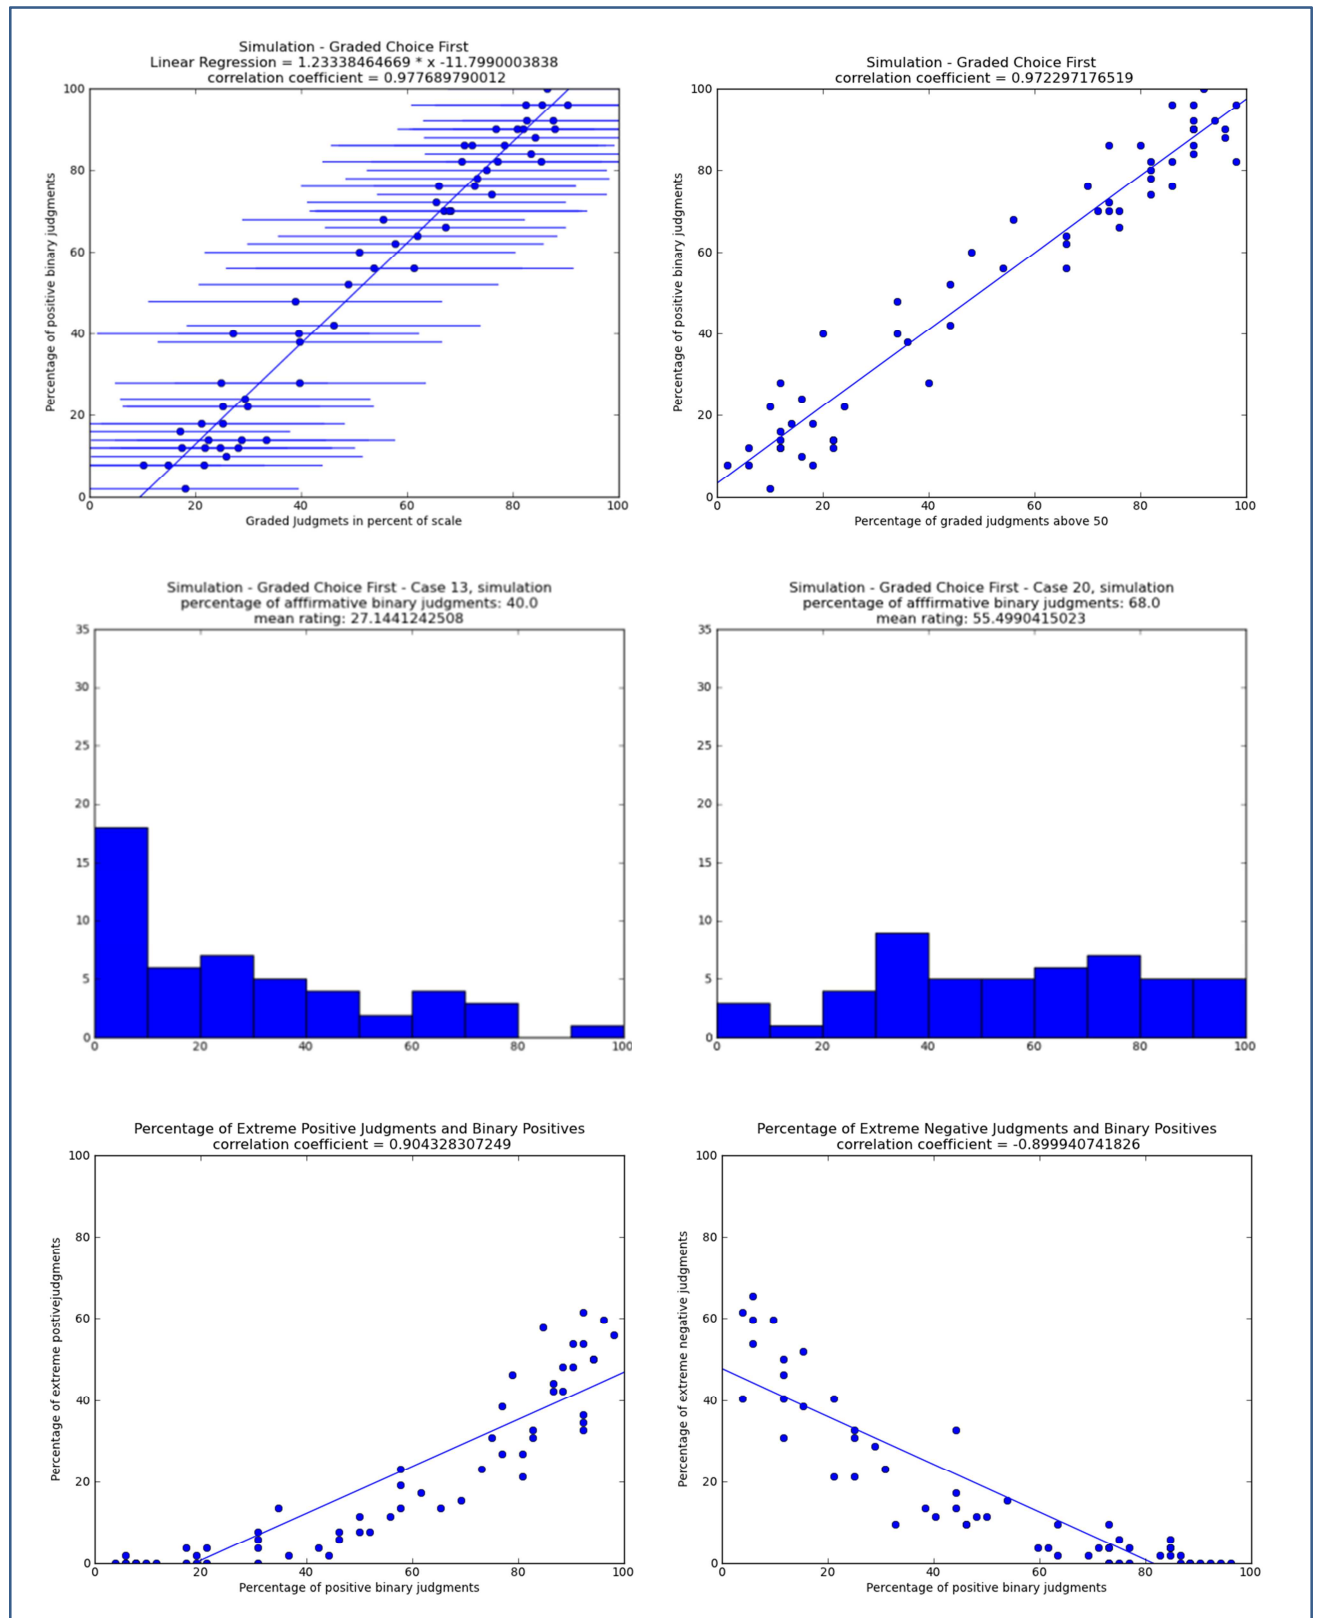 Simulation - Graded Choice First
Linear Regression = 1.23338464669 * x -11.7990003838
correlation coefficient = 0.977689790012
100
80
60
40
20
0
Percentage of positive binary judgments
0 20 40 60 80 100
Graded Judgmets in percent of scale
Simulation - Graded Choice First
correlation coefficient = 0.972297176519
100
80
60
40
20
0
Percentage of positive binary judgments
0 20 40 60 80 100
Percentage of graded judgments above 50
Simulation - Graded Choice First - Case 13, simulation
percentage of afffirmative binary judgments: 40.0
mean rating: 27.1441242508
35
30
25
20
15
10
5
0
0 20 40 60 80 100
Simulation - Graded Choice First - Case 20, simulation
percentage of afffirmative binary judgments: 68.0
mean rating: 55.4990415023
35
30
25
20
15
10
5
0
0 20 40 60 80 100
Percentage of Extreme Positive Judgments and Binary Positives
correlation coefficient = 0.904328307249
100
80
60
40
20
0
Percentage of extreme postivejudgments
0 20 40 60 80 100
Percentage of positive binary judgments
Percentage of Extreme Negative Judgments and Binary Positives
correlation coefficient = -0.899940741826
100
80
60
40
20
0
Percentage of extreme negative judgments
0 20 40 60 80 100
Percentage of positive binary judgments